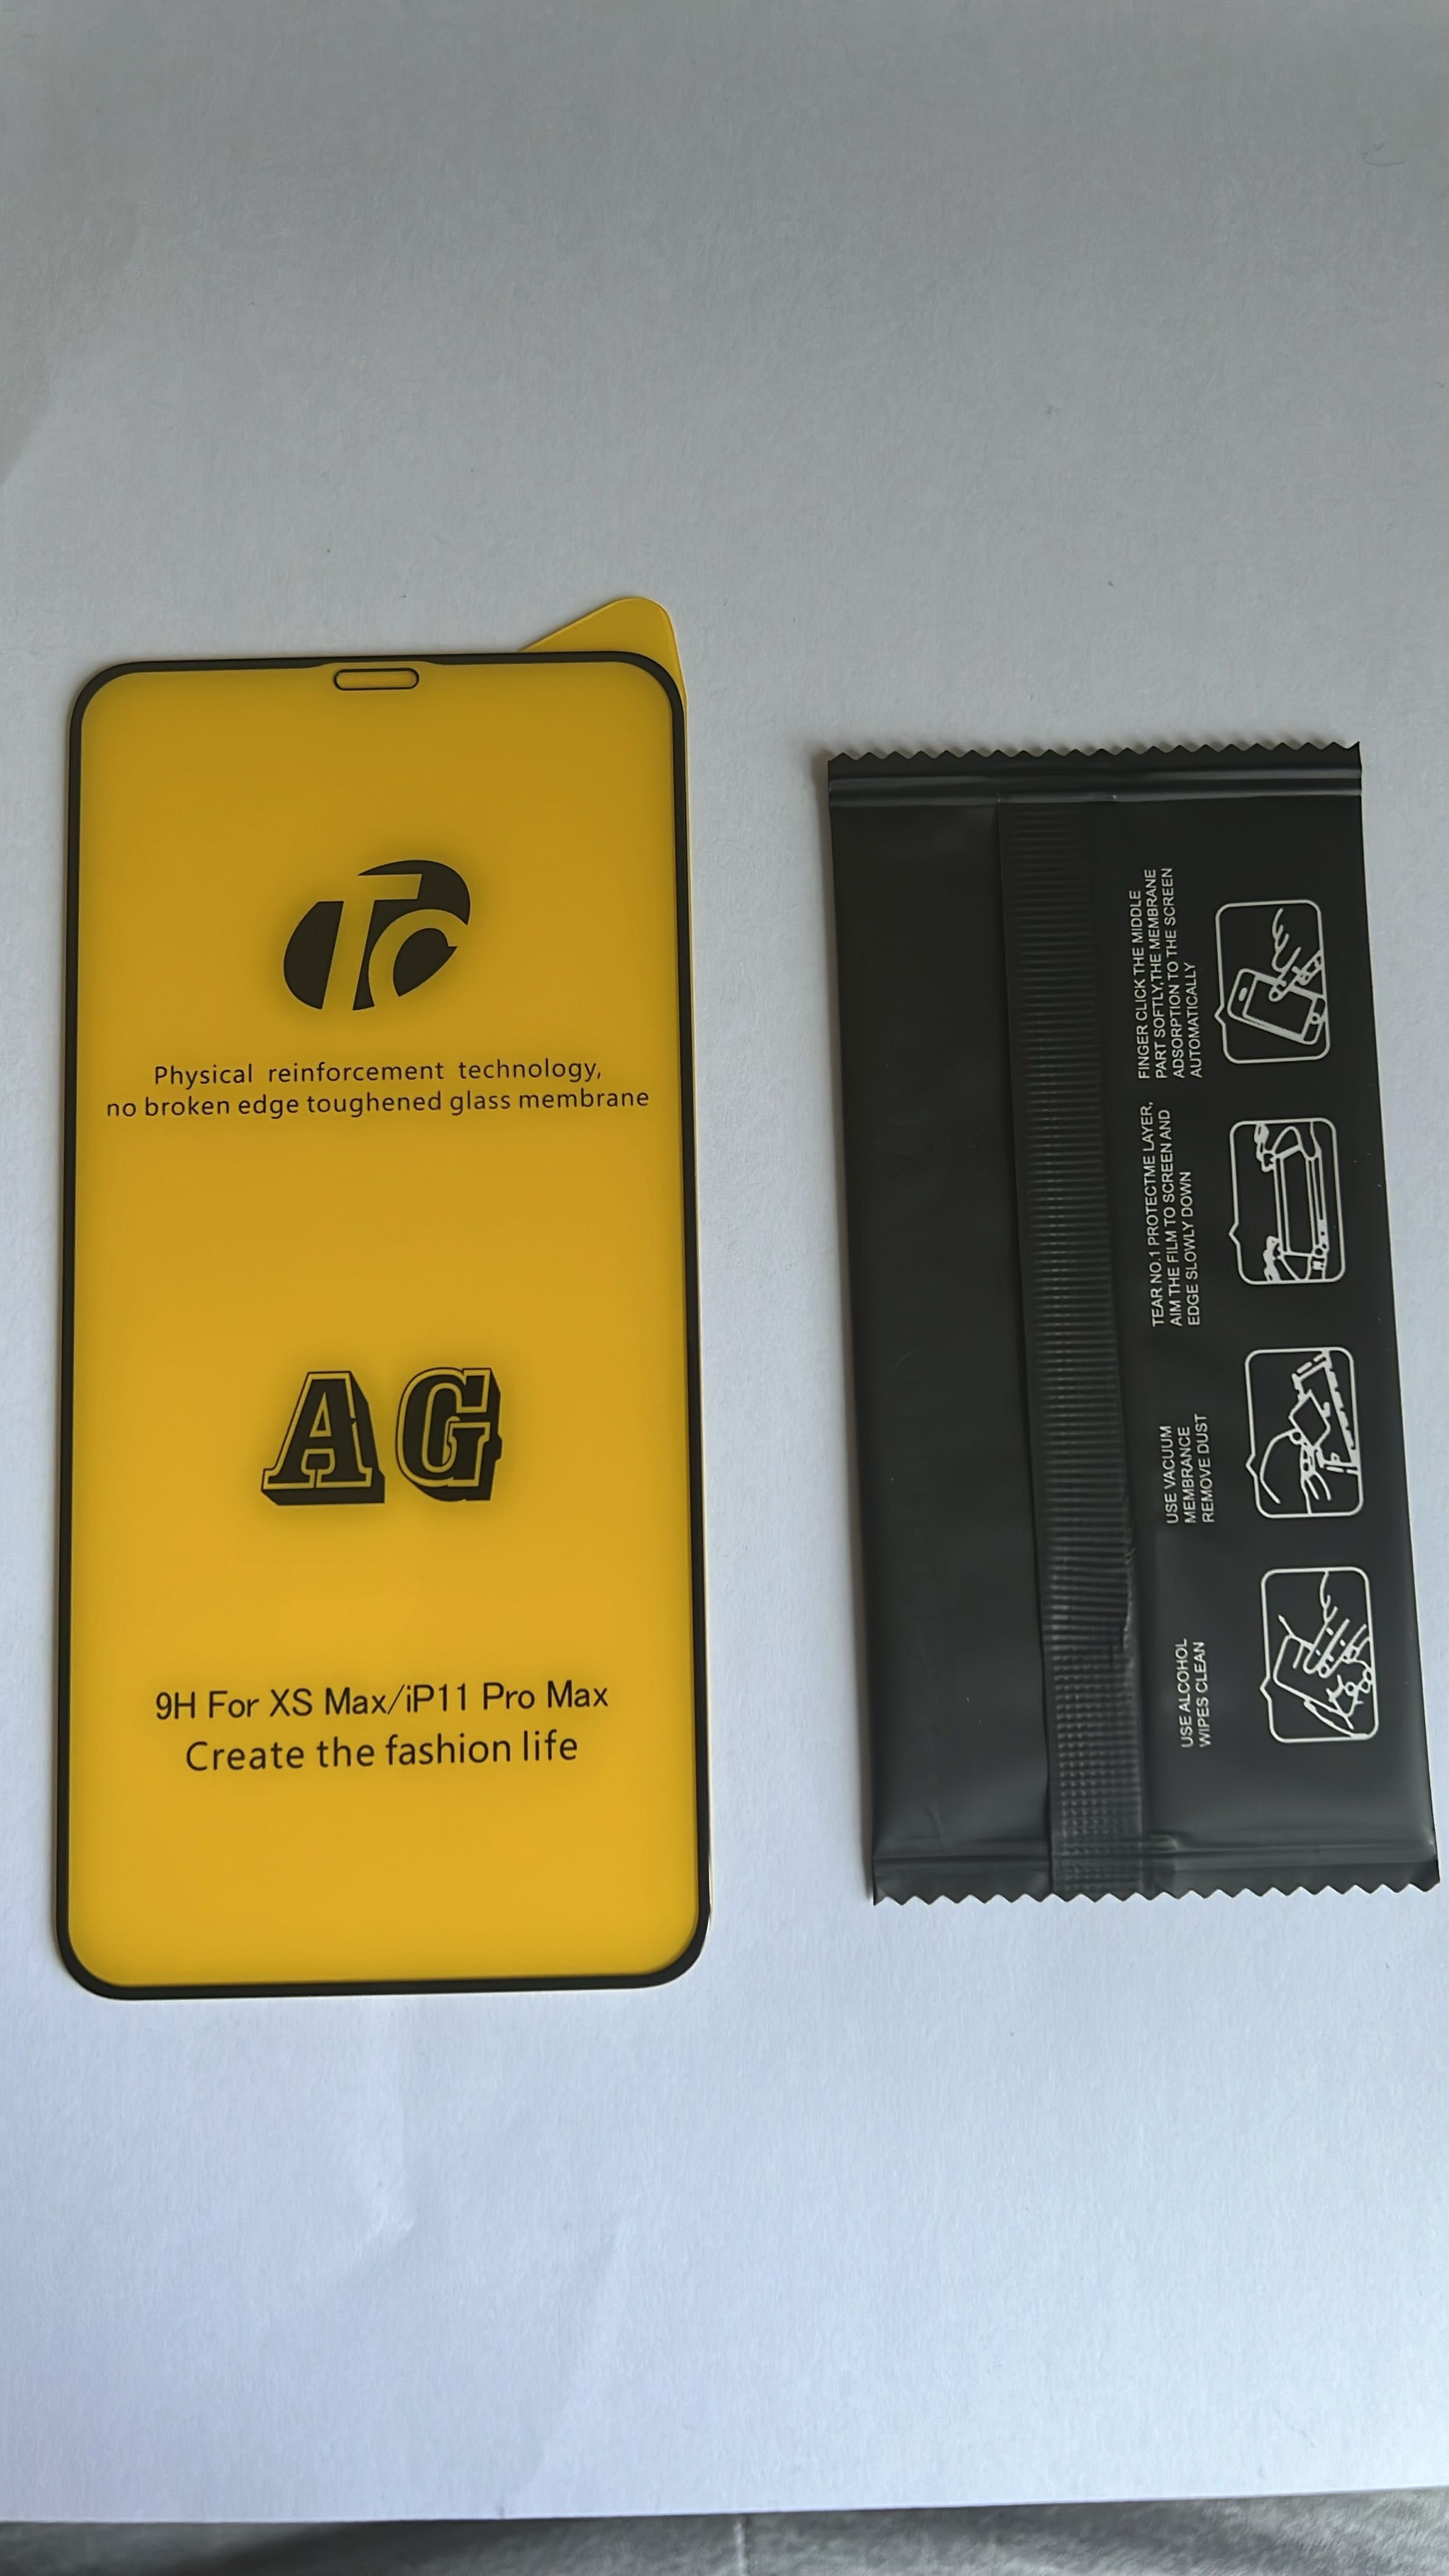 TC
Physical reinforcement technology,
no broken edge toughened glass membrane
AG
9H For XS Max/iP11 Pro Max
Create the fashion life
USE ALCOHOL
WIPES CLEAN
USE VACUUM
MEMBRANCE
REMOVE DUST
TEAR NO.1 PROTECTME LAYER,
AIM THE FILM TO SCREEN AND
EDGE SLOWLY DOWN
FINGER CLICK THE MIDDLE
PART SOFTLY,THE MEMBRANE
ADSORPTION TO THE SCREEN
AUTOMATICALLY